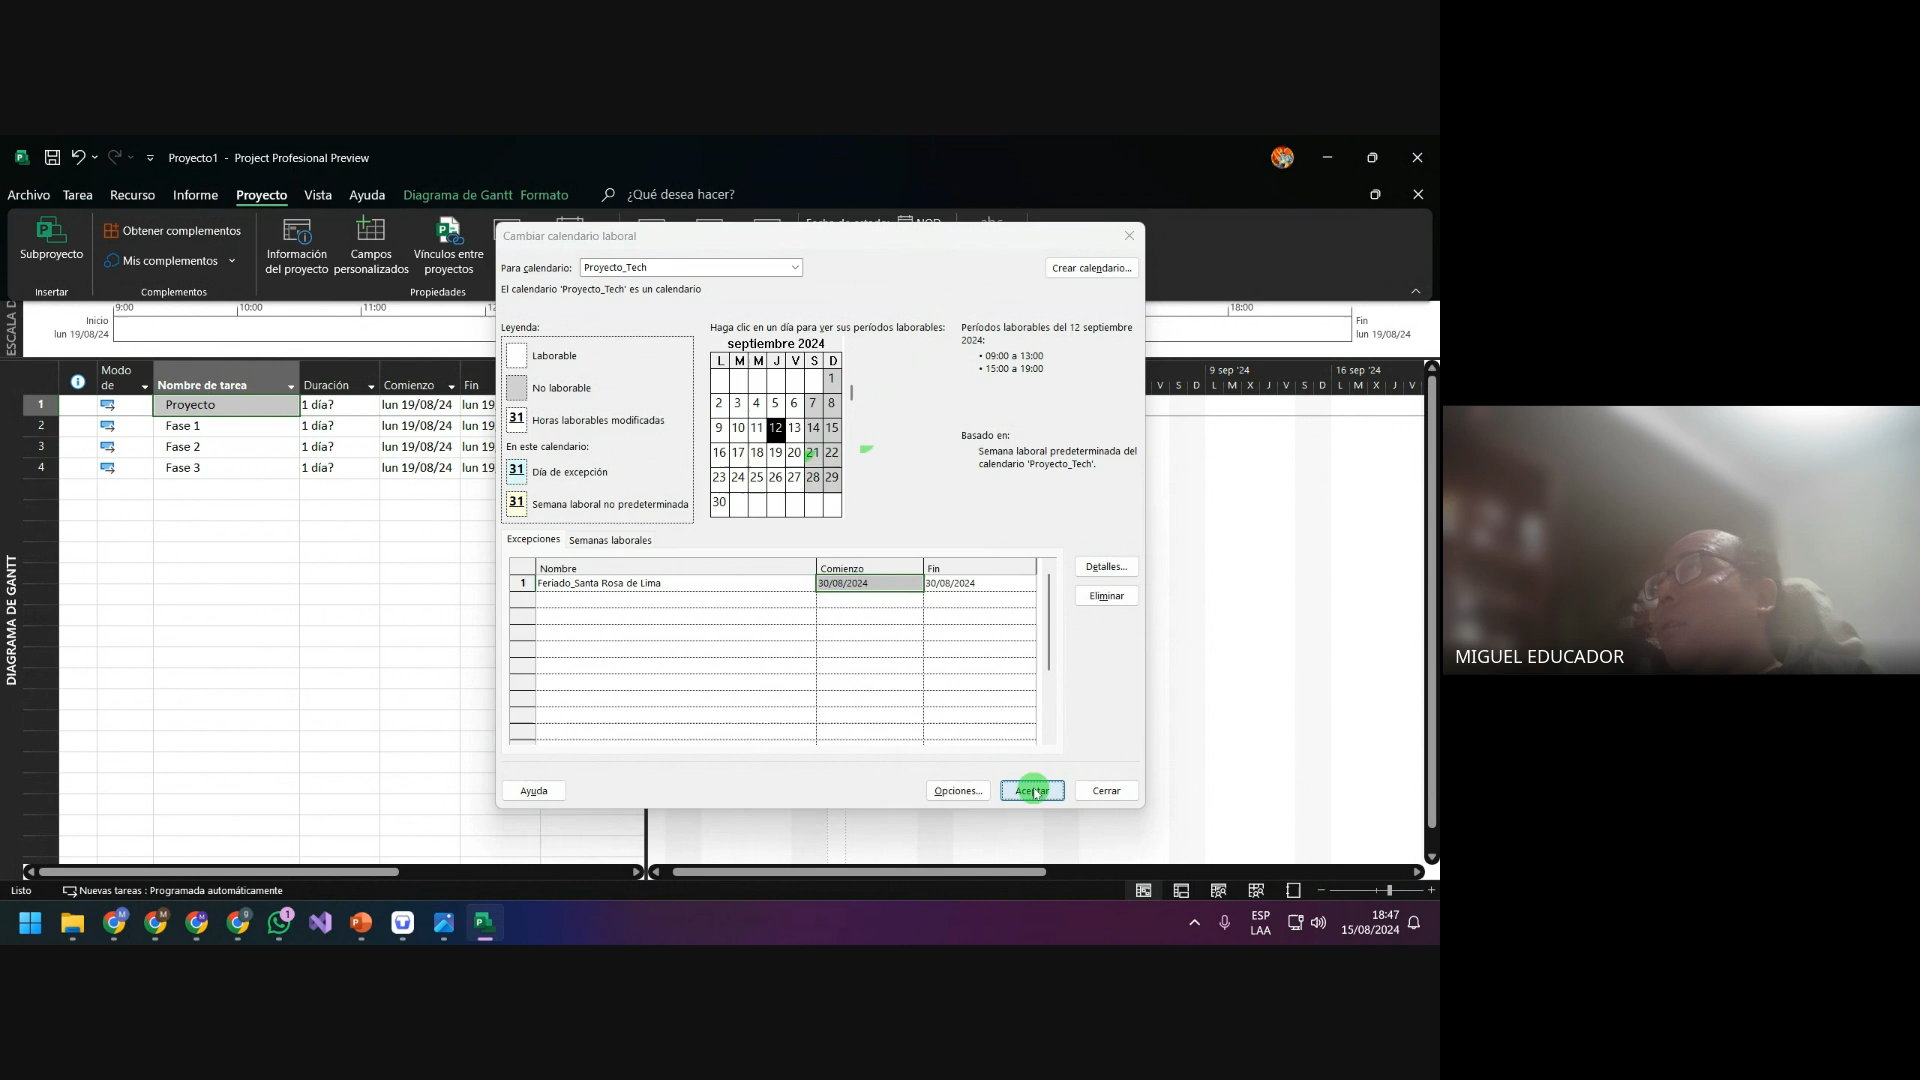 Proyecto1 - Project Profesional Preview
Archivo Tarea Recurso Informe Proyecto Vista Ayuda Diagrama de Gantt Formato ¿Qué desea hacer?
Subproyecto
Insertar
Obtener complementos
Mis complementos
Complementos
Información del proyecto
Campos personalizados
Vínculos entre proyectos
Propiedades
Cambiar calendario laboral
Para calendario: Proyecto_Tech
Crear calendario...
El calendario 'Proyecto_Tech' es un calendario
Leyenda:
Laborable
No laborable
31 Horas laborables modificadas
En este calendario:
31 Día de excepción
31 Semana laboral no predeterminada
Haga clic en un día para ver sus períodos laborables:
septiembre 2024
L M M J V S D
1
2 3 4 5 6 7 8
9 10 11 12 13 14 15
16 17 18 19 20 21 22
23 24 25 26 27 28 29
30
Períodos laborables del 12 septiembre
2024:
• 09:00 a 13:00
• 15:00 a 19:00
Basado en:
Semana laboral predeterminada del
calendario 'Proyecto_Tech'.
Excepciones Semanas laborales
Nombre Comienzo Fin
1 Feriado_Santa Rosa de Lima 30/08/2024 30/08/2024
Detalles...
Eliminar
Ayuda
Opciones...
Aceptar
Cerrar
9:00 10:00 11:00 12
18:00
Inicio
lun 19/08/24
Fin
lun 19/08/24
ESCALA D
DIAGRAMA DE GANTT
Modo de Nombre de tarea Duración Comienzo Fin
1 Proyecto 1 día? lun 19/08/24 lun 19
2 Fase 1 1 día? lun 19/08/24 lun 19
3 Fase 2 1 día? lun 19/08/24 lun 19
4 Fase 3 1 día? lun 19/08/24 lun 19
9 sep '24 16 sep '24
V S D L M X J V S D L M X J V
Listo Nuevas tareas : Programada automáticamente
ESP
LAA
18:47
15/08/2024
MIGUEL EDUCADOR